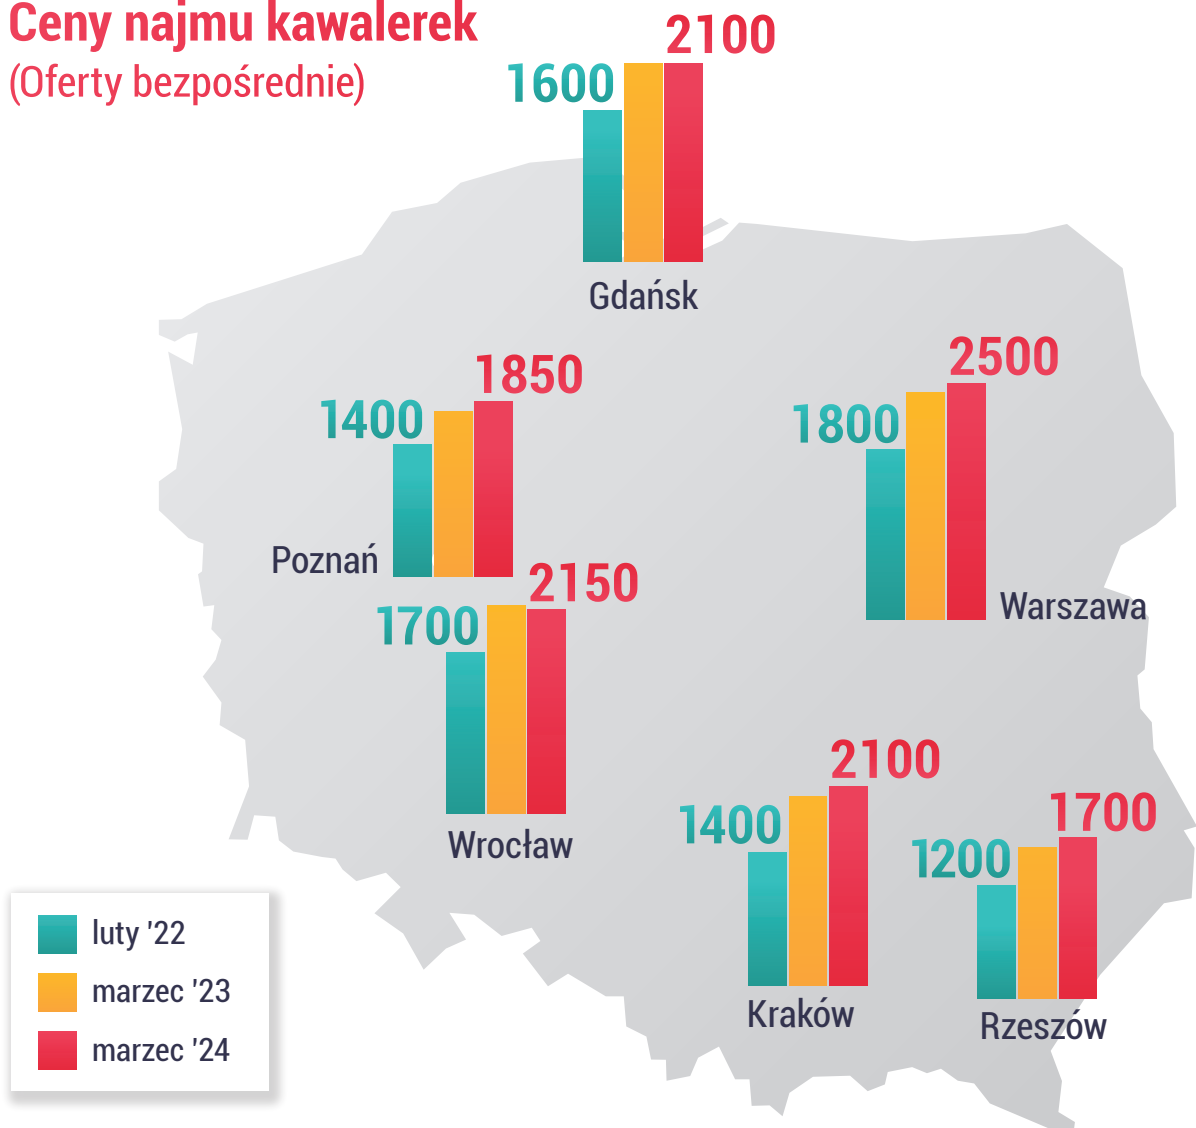 Ceny najmu kawalerek
(Oferty bezpośrednie)
1600
2100
Gdańsk
1400
1850
Poznań
1800
2500
Warszawa
1700
2150
Wrocław
1400
2100
Kraków
1200
1700
Rzeszów
luty '22
marzec '23
marzec '24